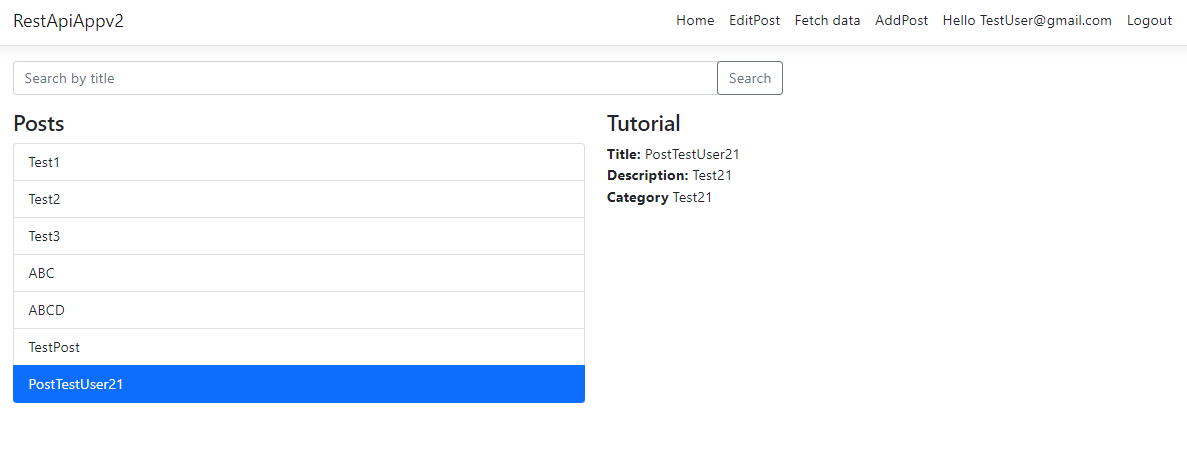 RestApiAppv2
Home EditPost Fetch data AddPost Hello TestUser@gmail.com Logout
Search by title Search
Posts
Test1
Test2
Test3
ABC
ABCD
TestPost
PostTestUser21
Tutorial
Title: PostTestUser21
Description: Test21
Category Test21